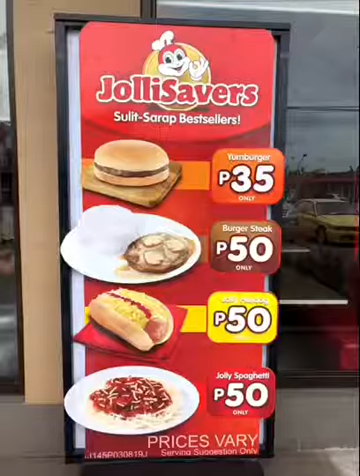 JolliSavers
Sulit-Sarap Bestsellers!
Yumburger
P35
ONLY
Burger Steak
P50
ONLY
P50
Jolly Spaghetti
P50
ONLY
PRICES VARY
Serving Suggestion Only